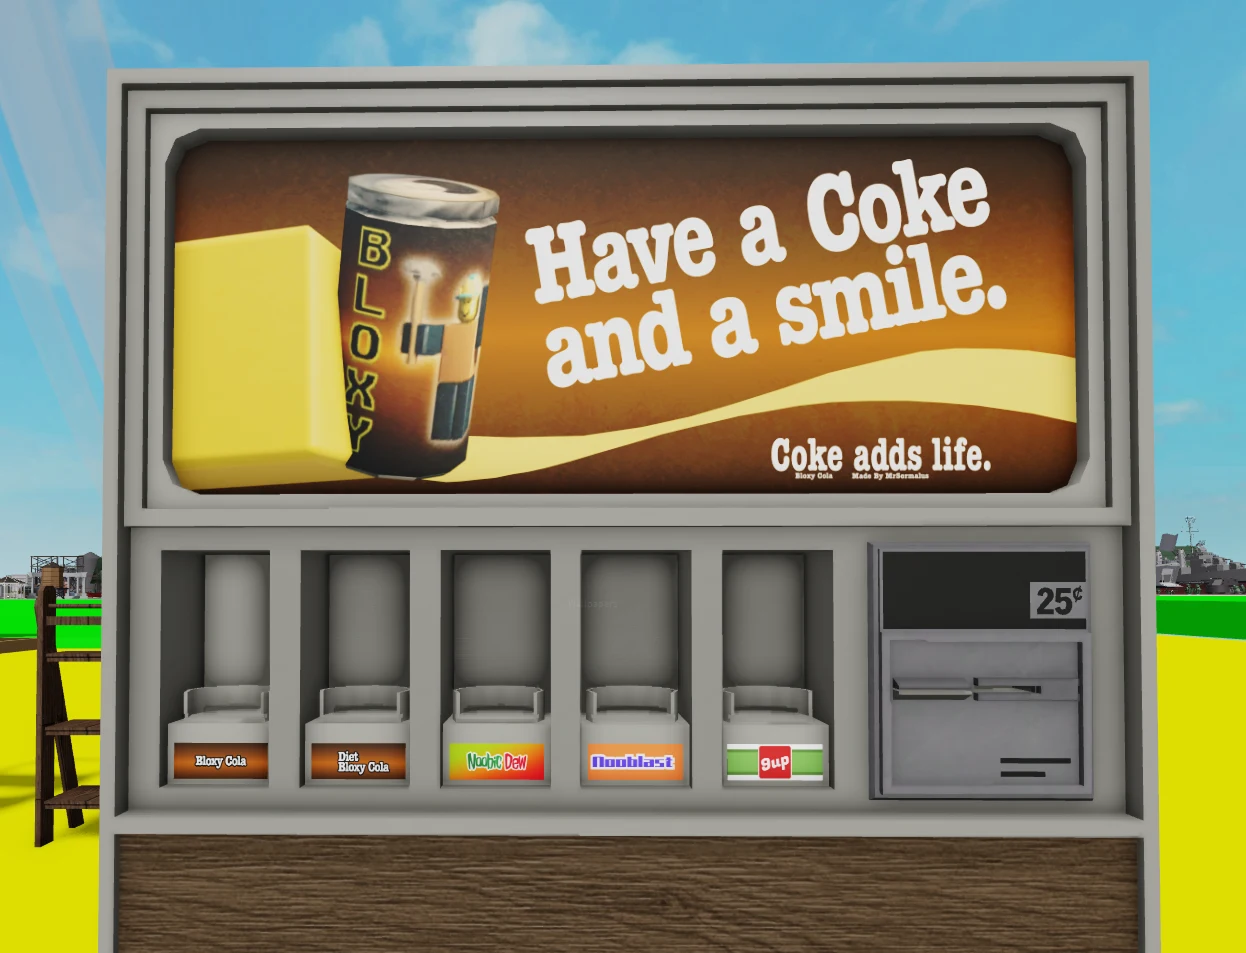 BLOXY
Have a Coke
and a smile.
Coke adds life.
Bloxy Cola Made By MrSermalus
25¢
Bloxy Cola
Diet
Bloxy Cola
Noobic Dew
Nooblast
9up